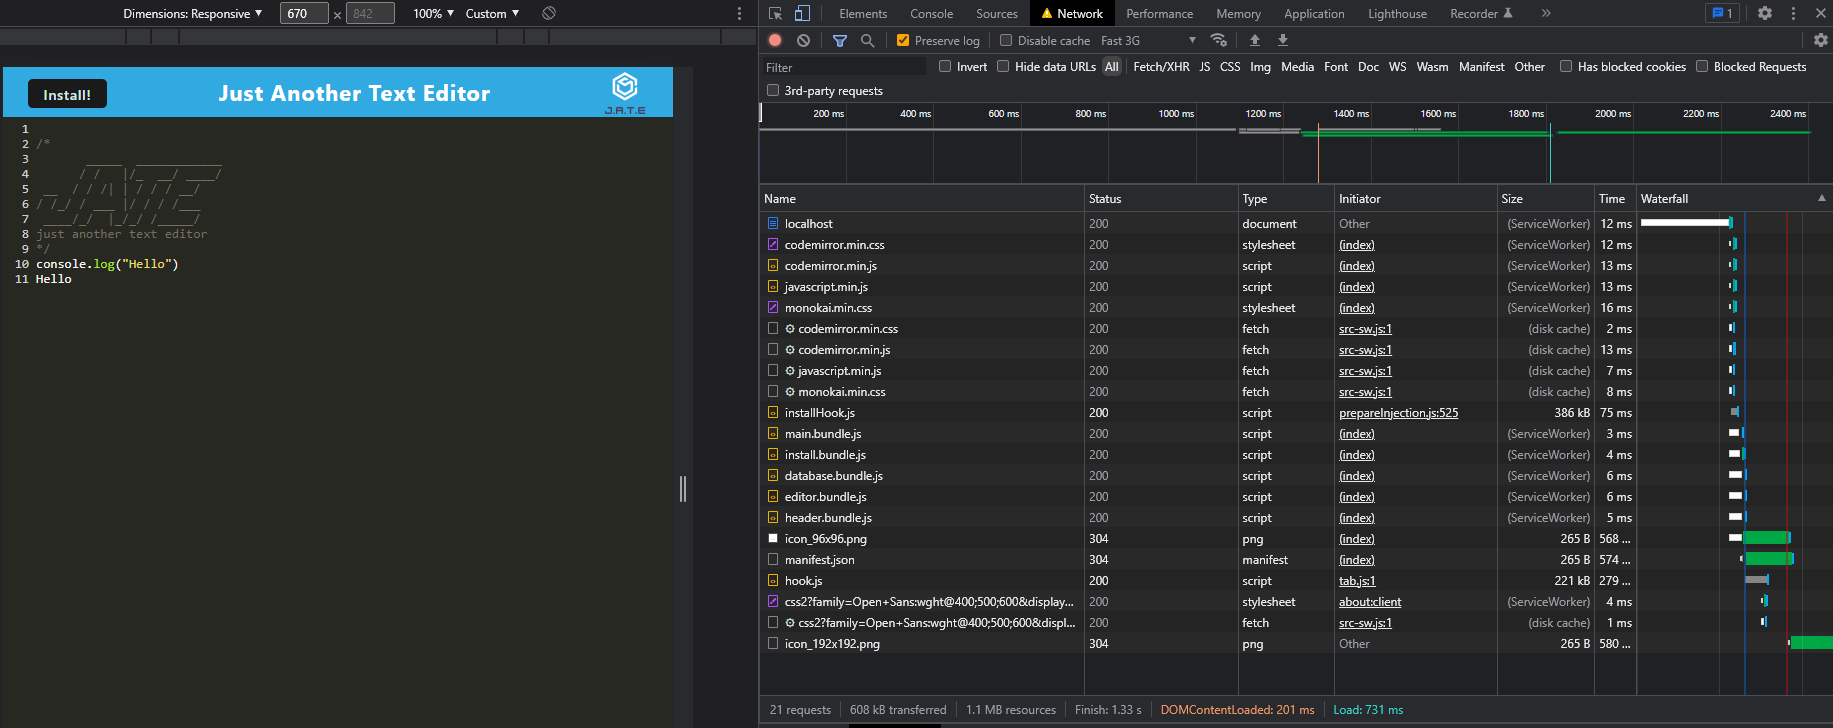 Dimensions: Responsive ▼ 670 × 842 100% ▼ Custom ▼
Install! Just Another Text Editor J.A.T.E
1
2 /*
3 _____  ____________
4 / /   |/_  __/ ____/
5 __  / / /| | / / / __/
6 / /_/ / ___ |/ / / /___
7 ____/_/  |_/_/ /_____/
8 just another text editor
9 */
10 console.log("Hello")
11 Hello
Elements Console Sources Network Performance Memory Application Lighthouse Recorder » 1
Preserve log Disable cache Fast 3G ▼
Filter Invert Hide data URLs All Fetch/XHR JS CSS Img Media Font Doc WS Wasm Manifest Other Has blocked cookies Blocked Requests
3rd-party requests
200 ms 400 ms 600 ms 800 ms 1000 ms 1200 ms 1400 ms 1600 ms 1800 ms 2000 ms 2200 ms 2400 ms
Name Status Type Initiator Size Time Waterfall
localhost 200 document Other (ServiceWorker) 12 ms
codemirror.min.css 200 stylesheet (index) (ServiceWorker) 12 ms
codemirror.min.js 200 script (index) (ServiceWorker) 13 ms
javascript.min.js 200 script (index) (ServiceWorker) 13 ms
monokai.min.css 200 stylesheet (index) (ServiceWorker) 16 ms
codemirror.min.css 200 fetch src-sw.js:1 (disk cache) 2 ms
codemirror.min.js 200 fetch src-sw.js:1 (disk cache) 13 ms
javascript.min.js 200 fetch src-sw.js:1 (disk cache) 7 ms
monokai.min.css 200 fetch src-sw.js:1 (disk cache) 8 ms
installHook.js 200 script prepareInjection.js:525 386 kB 75 ms
main.bundle.js 200 script (index) (ServiceWorker) 3 ms
install.bundle.js 200 script (index) (ServiceWorker) 4 ms
database.bundle.js 200 script (index) (ServiceWorker) 6 ms
editor.bundle.js 200 script (index) (ServiceWorker) 6 ms
header.bundle.js 200 script (index) (ServiceWorker) 5 ms
icon_96x96.png 304 png (index) 265 B 568 ...
manifest.json 304 manifest (index) 265 B 574 ...
hook.js 200 script tab.js:1 221 kB 279 ...
css2?family=Open+Sans:wght@400;500;600&display... 200 stylesheet about:client (ServiceWorker) 4 ms
css2?family=Open+Sans:wght@400;500;600&displ... 200 fetch src-sw.js:1 (disk cache) 1 ms
icon_192x192.png 304 png Other 265 B 580 ...
21 requests 608 kB transferred 1.1 MB resources Finish: 1.33 s DOMContentLoaded: 201 ms Load: 731 ms